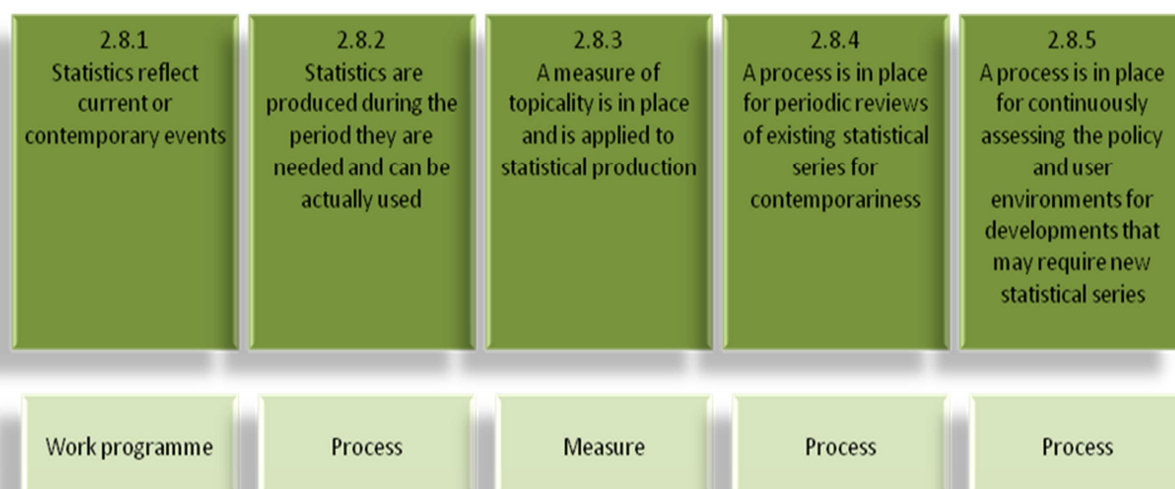 2.8.1
Statistics reflect
current or
contemporary events
2.8.2
Statistics are
produced during the
period they are
needed and can be
actually used
2.8.3
A measure of
topicality is in place
and is applied to
statistical production
2.8.4
A process is in place
for periodic reviews
of existing statistical
series for
contemporariness
2.8.5
A process is in place
for continuously
assessing the policy
and user
environments for
developments that
may require new
statistical series
Work programme
Process
Measure
Process
Process